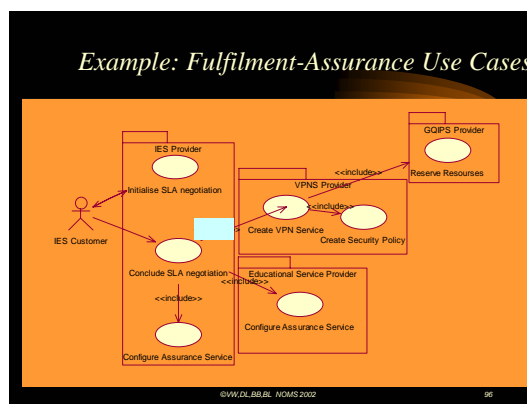 Example: Fulfilment-Assurance Use Cases
GQIPS Provider
IES Provider
<<include>>
Reserve Resourses
VPNS Provider
Initialise SLA negotiation
<<include>>
IES Customer
Create VPN Service
Create Security Policy
Conclude SLA negotiation
Educational Service Provider
<<include>>
<<include>>
Configure Assurance Service
Configure Assurance Service
©VW,DL,BB,BL NOMS 2002
96